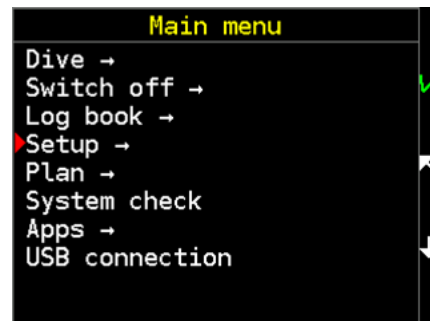 Main menu
Dive →
Switch off →
Log book →
Setup →
Plan →
System check
Apps →
USB connection